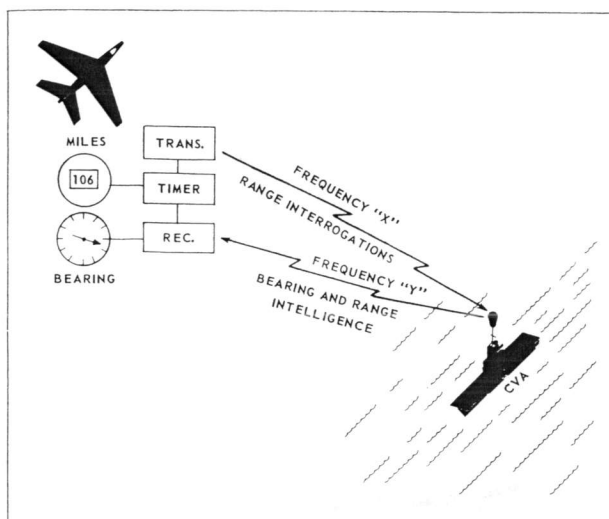 MILES
TRANS.
106
TIMER
REC.
BEARING
FREQUENCY "X"
RANGE INTERROGATIONS
FREQUENCY "Y"
BEARING AND RANGE
INTELLIGENCE
CVA